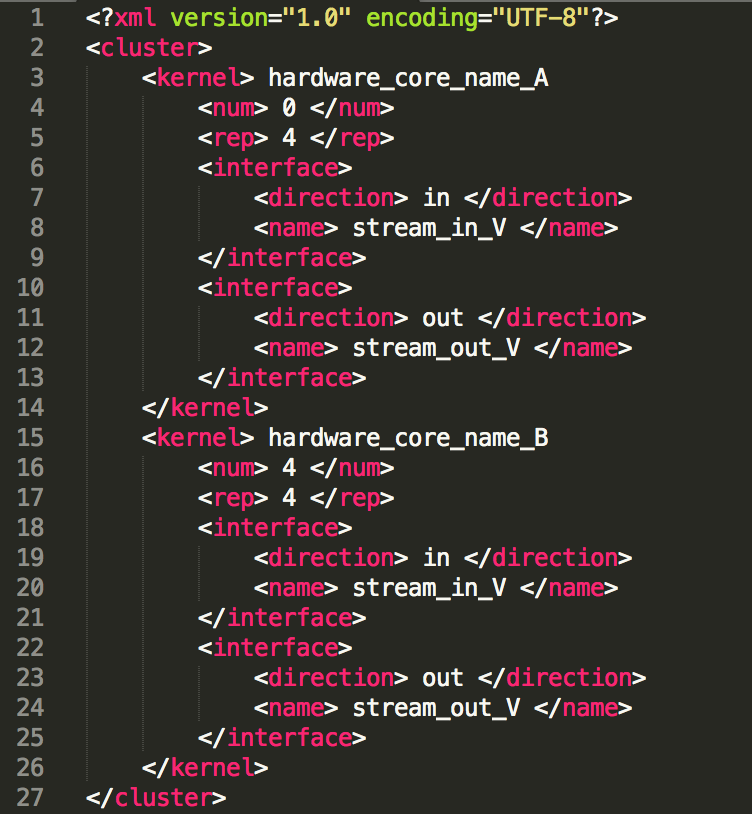 1 <?xml version="1.0" encoding="UTF-8"?>
2 <cluster>
3     <kernel> hardware_core_name_A
4         <num> 0 </num>
5         <rep> 4 </rep>
6         <interface>
7             <direction> in </direction>
8             <name> stream_in_V </name>
9         </interface>
10         <interface>
11             <direction> out </direction>
12             <name> stream_out_V </name>
13         </interface>
14     </kernel>
15     <kernel> hardware_core_name_B
16         <num> 4 </num>
17         <rep> 4 </rep>
18         <interface>
19             <direction> in </direction>
20             <name> stream_in_V </name>
21         </interface>
22         <interface>
23             <direction> out </direction>
24             <name> stream_out_V </name>
25         </interface>
26     </kernel>
27 </cluster>